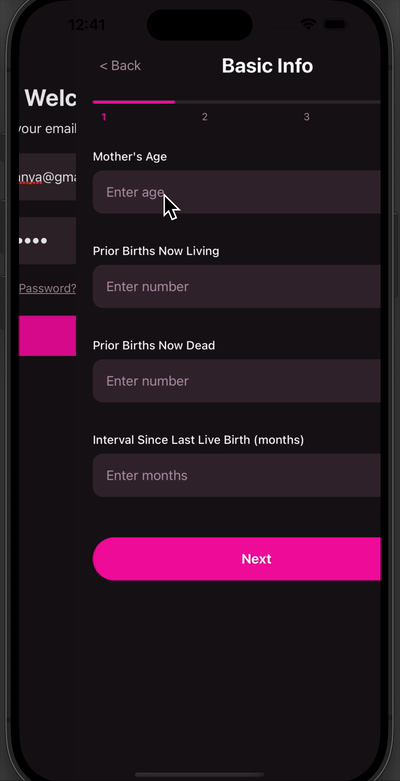 12:41
< Back
Basic Info
1
2
3
Mother's Age
Enter age
Prior Births Now Living
Enter number
Prior Births Now Dead
Enter number
Interval Since Last Live Birth (months)
Enter months
Next
Welc
your email
nya@gma
Password?